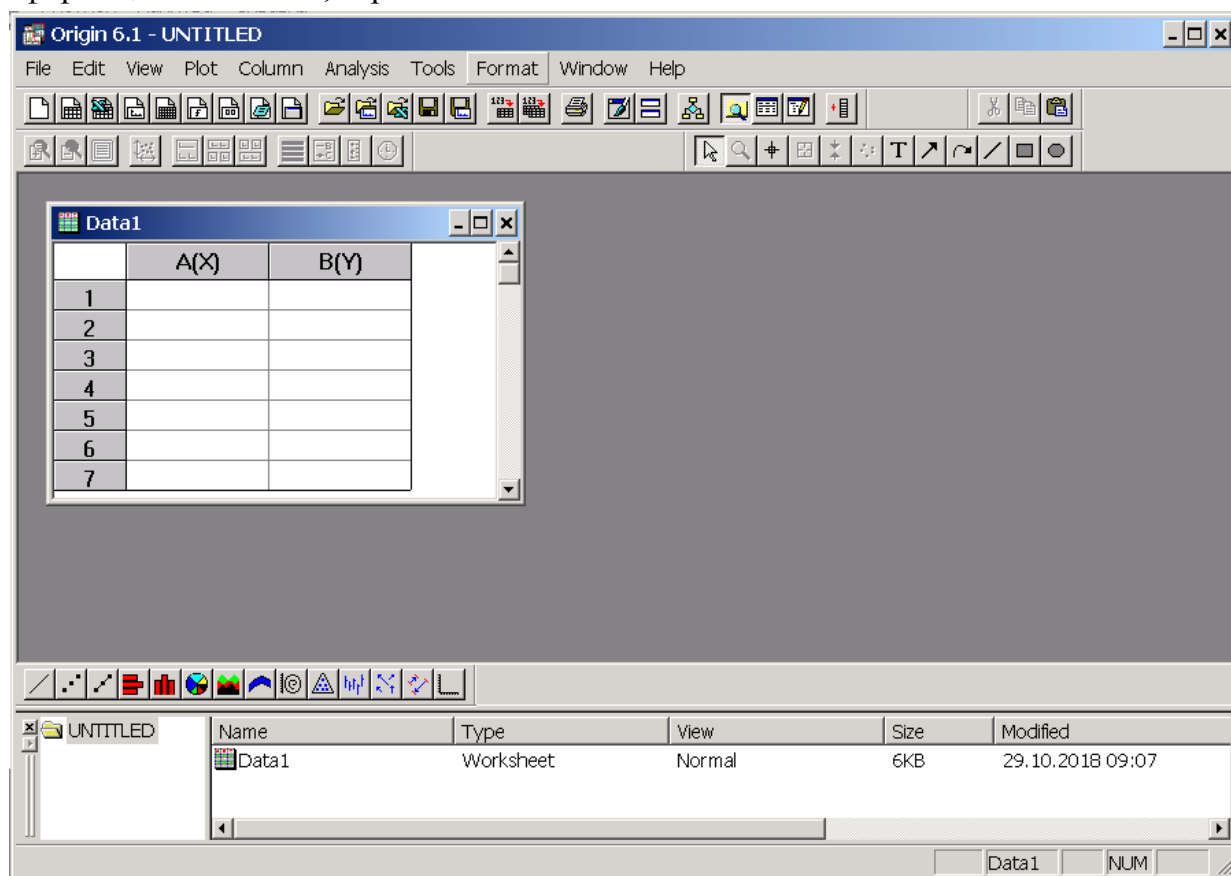 Origin 6.1 - UNTITLED
File Edit View Plot Column Analysis Tools Format Window Help
Data1
A(X) B(Y)
1
2
3
4
5
6
7
UNTITLED
Name Type View Size Modified
Data1 Worksheet Normal 6KB 29.10.2018 09:07
Data1 NUM